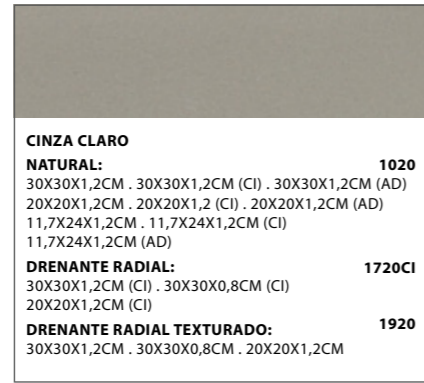 CINZA CLARO
NATURAL: 1020
30X30X1,2CM . 30X30X1,2CM (CI) . 30X30X1,2CM (AD)
20X20X1,2CM . 20X20X1,2 (CI) . 20X20X1,2CM (AD)
11,7X24X1,2CM . 11,7X24X1,2CM (CI)
11,7X24X1,2CM (AD)
DRENANTE RADIAL: 1720CI
30X30X1,2CM (CI) . 30X30X0,8CM (CI)
20X20X1,2CM (CI)
DRENANTE RADIAL TEXTURADO: 1920
30X30X1,2CM . 30X30X0,8CM . 20X20X1,2CM